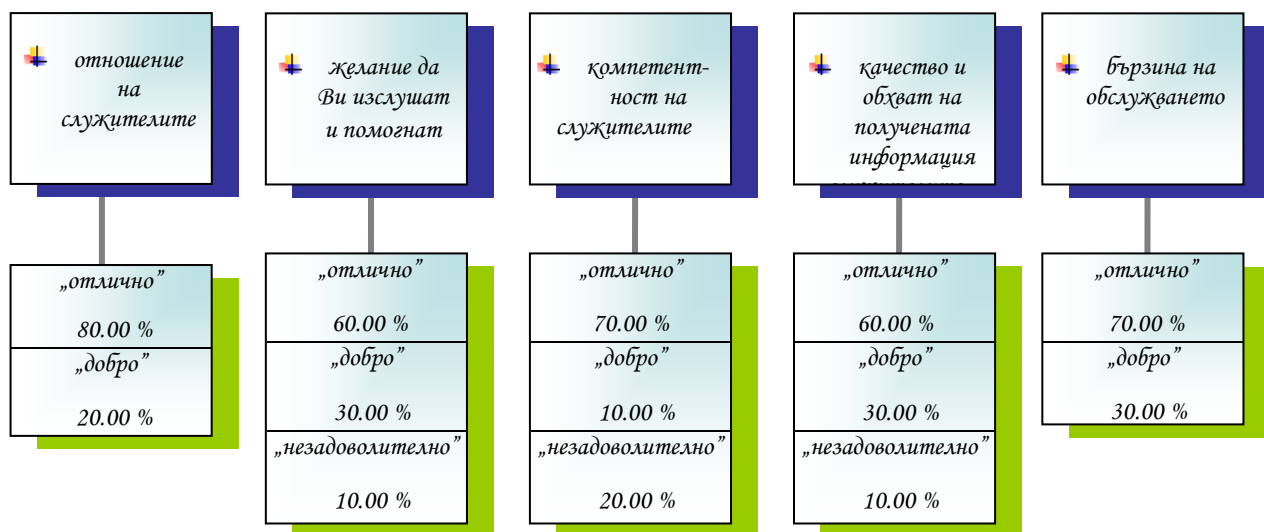 отношение
на
служителите
80.00 %
„отлично”
„добро”
20.00 %
желание да
Ви изслушат
и помогнат
„отлично”
60.00 %
„добро”
30.00 %
„незадоволително”
10.00 %
компетент-
ност на
служителите
„отлично”
70.00 %
„добро”
10.00 %
„незадоволително”
20.00 %
качество и
обхват на
получената
информация
„отлично”
60.00 %
„добро”
30.00 %
„незадоволително”
10.00 %
бързина на
обслужването
„отлично”
70.00 %
„добро”
30.00 %